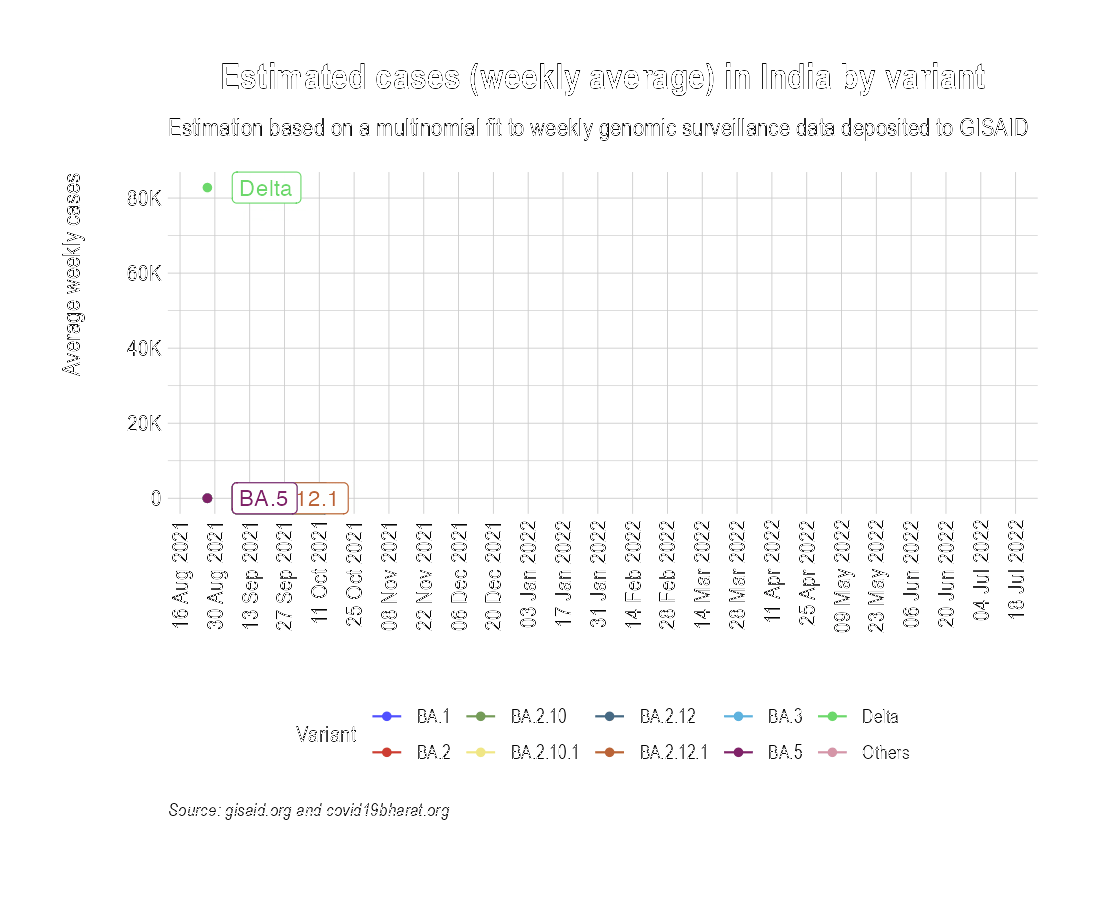 Estimated cases (weekly average) in India by variant
Estimation based on a multinomial fit to weekly genomic surveillance data deposited to GISAID
Average weekly cases
80K
60K
40K
20K
0
Delta
BA.5
12.1
16 Aug 2021
30 Aug 2021
13 Sep 2021
27 Sep 2021
11 Oct 2021
25 Oct 2021
08 Nov 2021
22 Nov 2021
06 Dec 2021
20 Dec 2021
03 Jan 2022
17 Jan 2022
31 Jan 2022
14 Feb 2022
28 Feb 2022
14 Mar 2022
28 Mar 2022
11 Apr 2022
25 Apr 2022
09 May 2022
23 May 2022
06 Jun 2022
20 Jun 2022
04 Jul 2022
18 Jul 2022
Variant
BA.1
BA.2.10
BA.2.12
BA.3
Delta
BA.2
BA.2.10.1
BA.2.12.1
BA.5
Others
Source: gisaid.org and covid19bharat.org